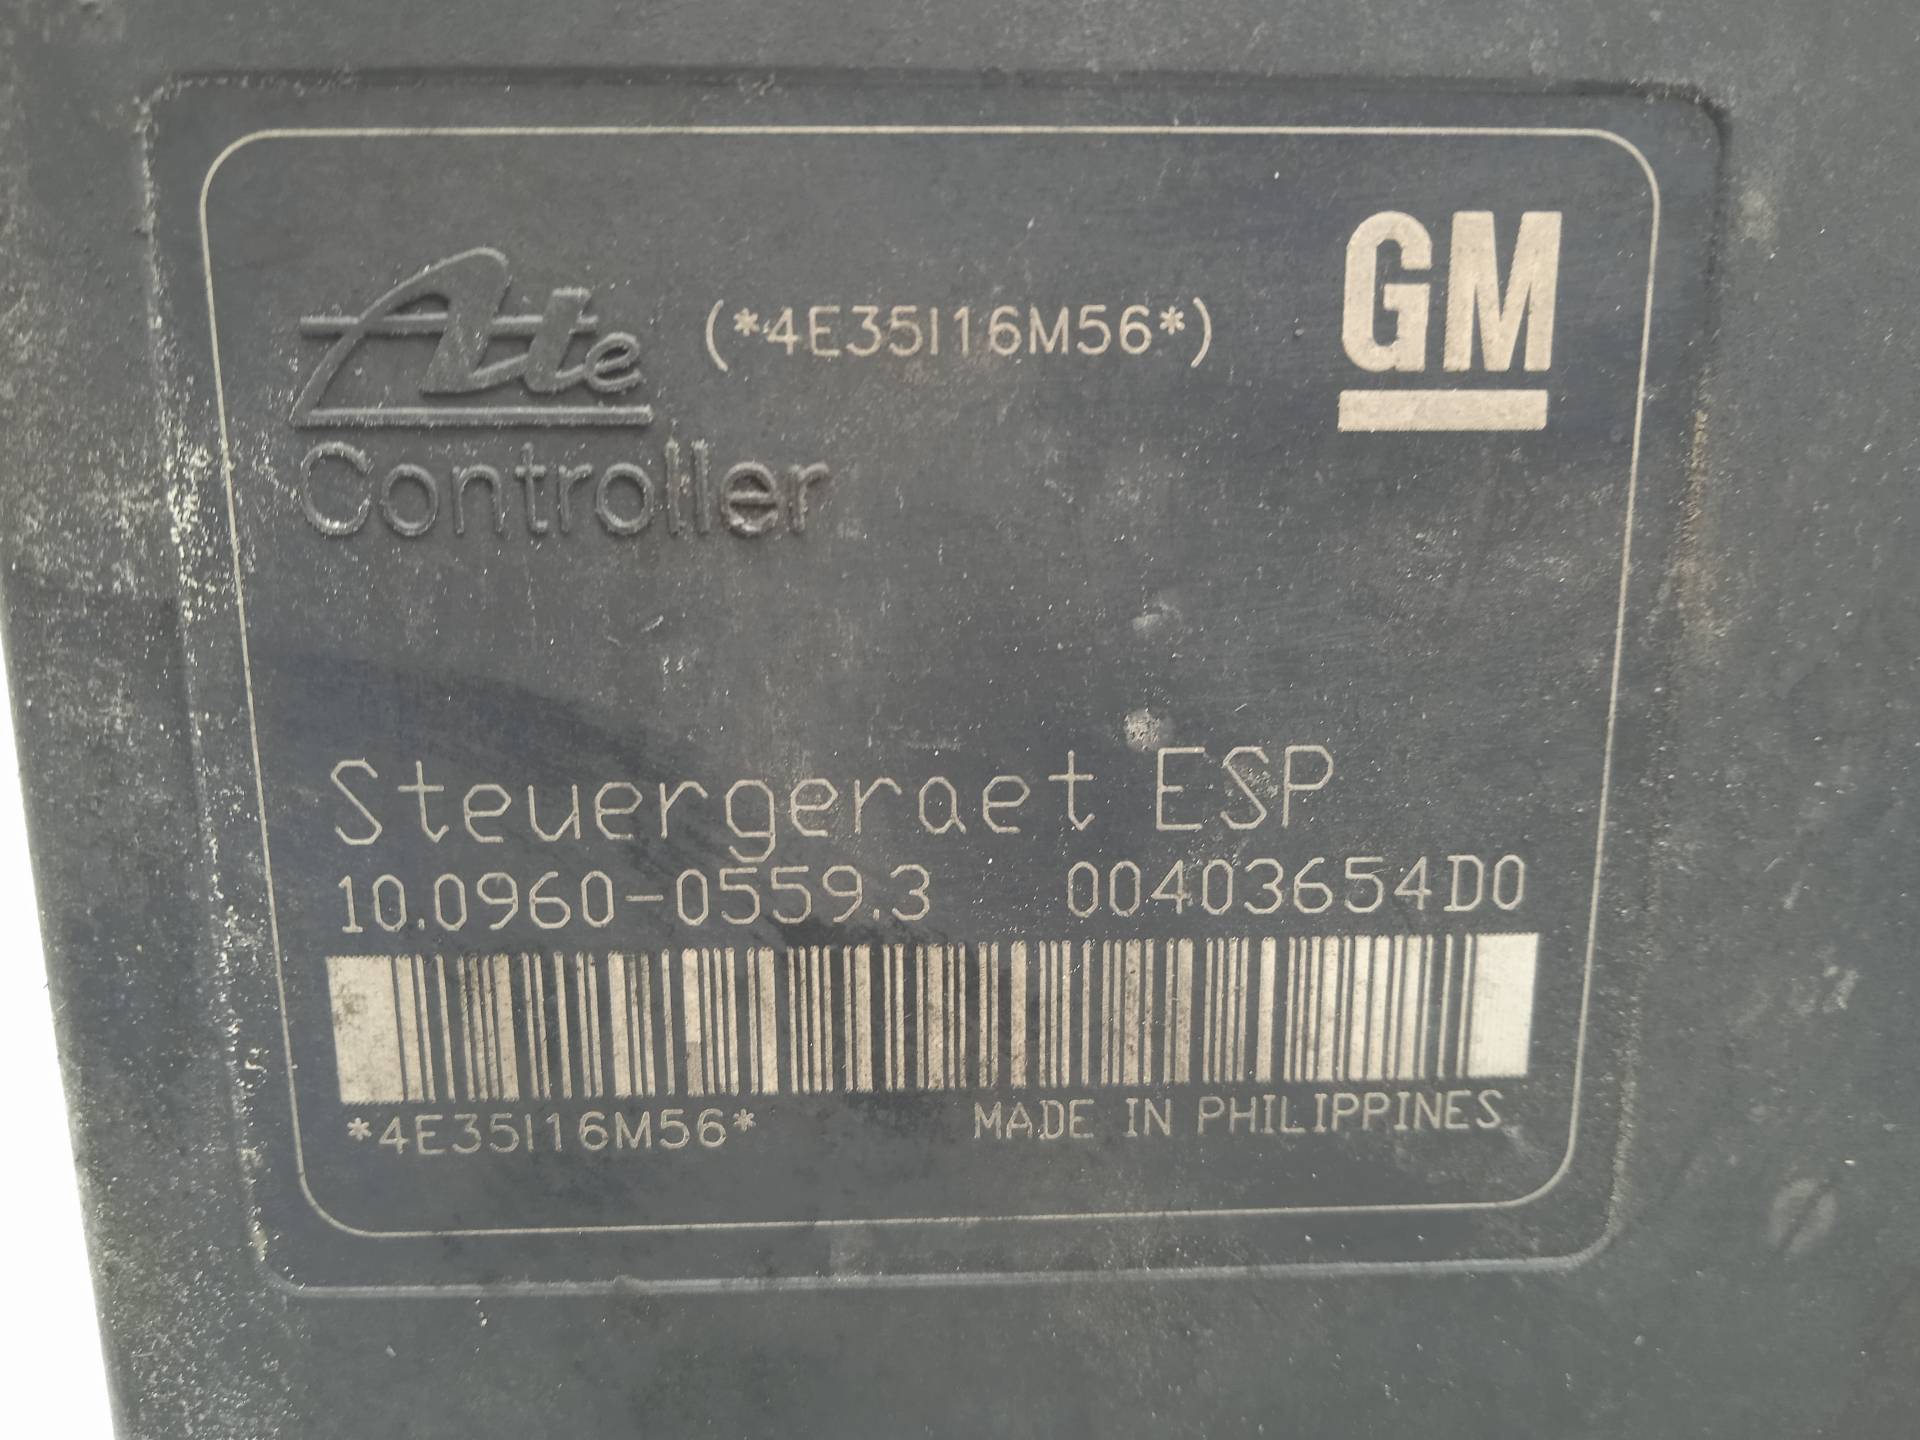 Ate (*4E35I16M56*) GM
Controller
Steuergeraet ESP
10.0960-0559.3 00403654D0
*4E35I16M56* MADE IN PHILIPPINES